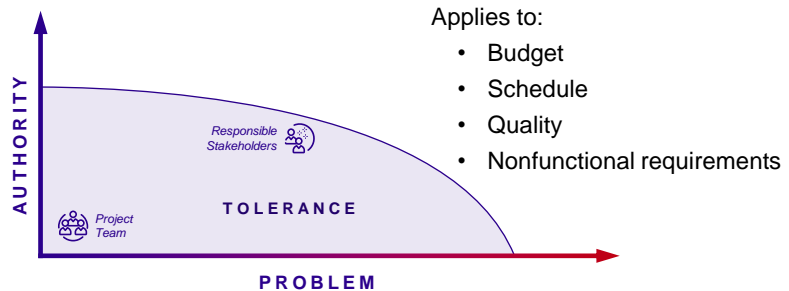 Applies to:
• Budget
• Schedule
• Quality
• Nonfunctional requirements
AUTHORITY
Responsible
Stakeholders
Project
Team
TOLERANCE
PROBLEM